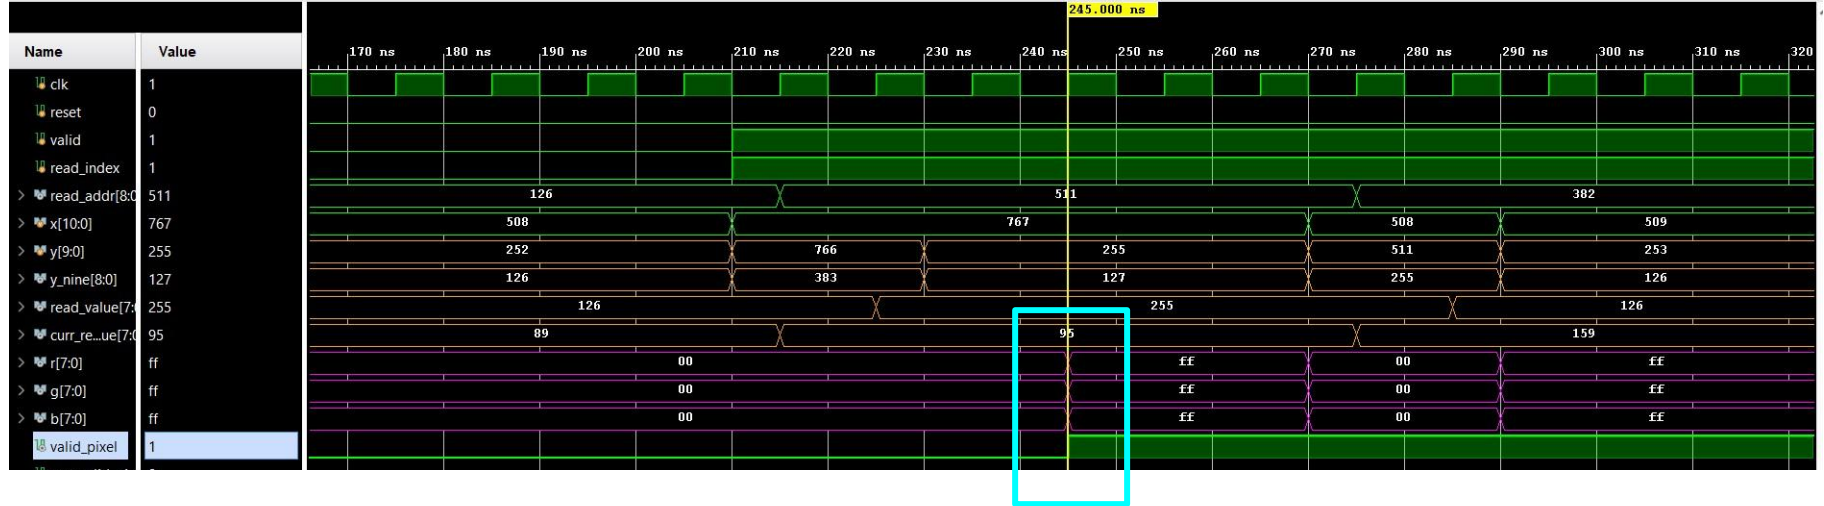 245.000 ns
Name Value 170 ns 180 ns 190 ns 200 ns 210 ns 220 ns 230 ns 240 ns 250 ns 260 ns 270 ns 280 ns 290 ns 300 ns 310 ns 320
clk 1
reset 0
valid 1
read_index 1
read_addr[8:0 511 126 511 382
x[10:0] 767 508 767 508 509
y[9:0] 255 252 766 255 511 253
y_nine[8:0] 127 126 383 127 255 126
read_value[7: 255 126 255 126
curr_re...ue[7:0 95 89 95 159
r[7:0] ff 00 ff 00 ff
g[7:0] ff 00 ff 00 ff
b[7:0] ff 00 ff 00 ff
valid_pixel 1